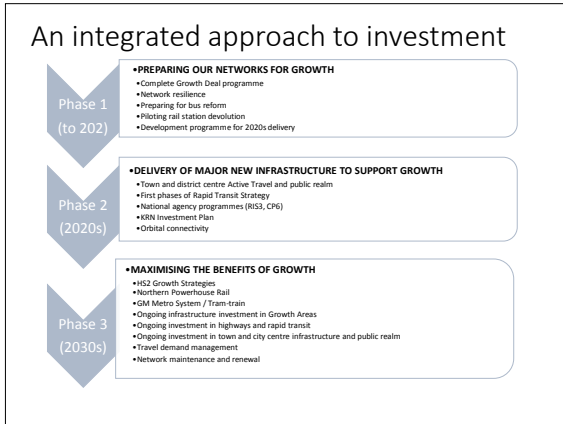 An integrated approach to investment
Phase 1
(to 202)
•PREPARING OUR NETWORKS FOR GROWTH
•Complete Growth Deal programme
•Network resilience
•Preparing for bus reform
•Piloting rail station devolution
•Development programme for 2020s delivery
Phase 2
(2020s)
•DELIVERY OF MAJOR NEW INFRASTRUCTURE TO SUPPORT GROWTH
•Town and district centre Active Travel and public realm
•First phases of Rapid Transit Strategy
•National agency programmes (RIS3, CP6)
•KRN Investment Plan
•Orbital connectivity
Phase 3
(2030s)
•MAXIMISING THE BENEFITS OF GROWTH
•HS2 Growth Strategies
•Northern Powerhouse Rail
•GM Metro System / Tram-train
•Ongoing infrastructure investment in Growth Areas
•Ongoing investment in highways and rapid transit
•Ongoing investment in town and city centre infrastructure and public realm
•Travel demand management
•Network maintenance and renewal